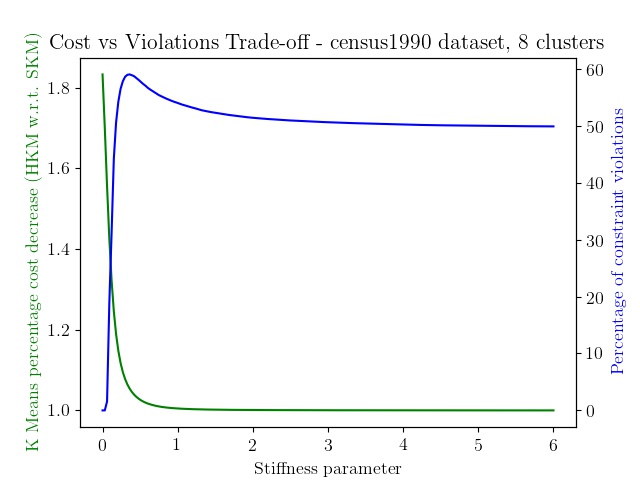 Cost vs Violations Trade-off - census1990 dataset, 8 clusters
K Means percentage cost decrease (HKM w.r.t. SKM)
1.8
1.6
1.4
1.2
1.0
60
50
40
30
20
10
0
Percentage of constraint violations
0 1 2 3 4 5 6
Stiffness parameter